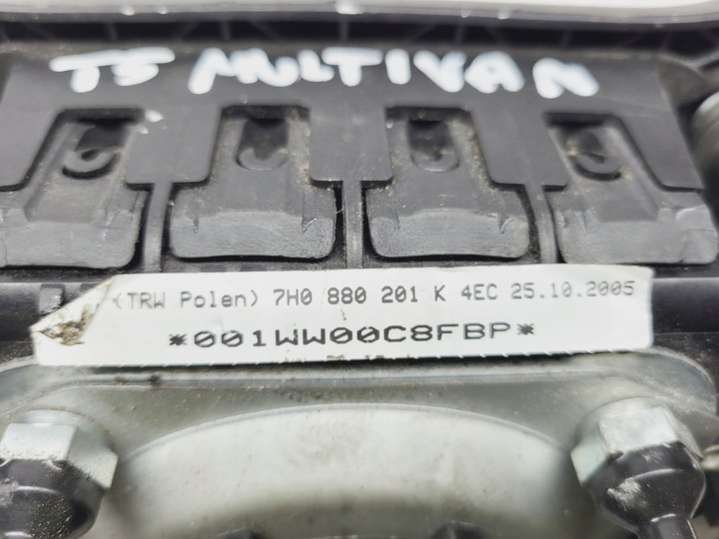 T5 MULTIVAN
(TRW Polen) 7H0 880 201 K 4EC 25.10.2005
*001WW00C8FBP*